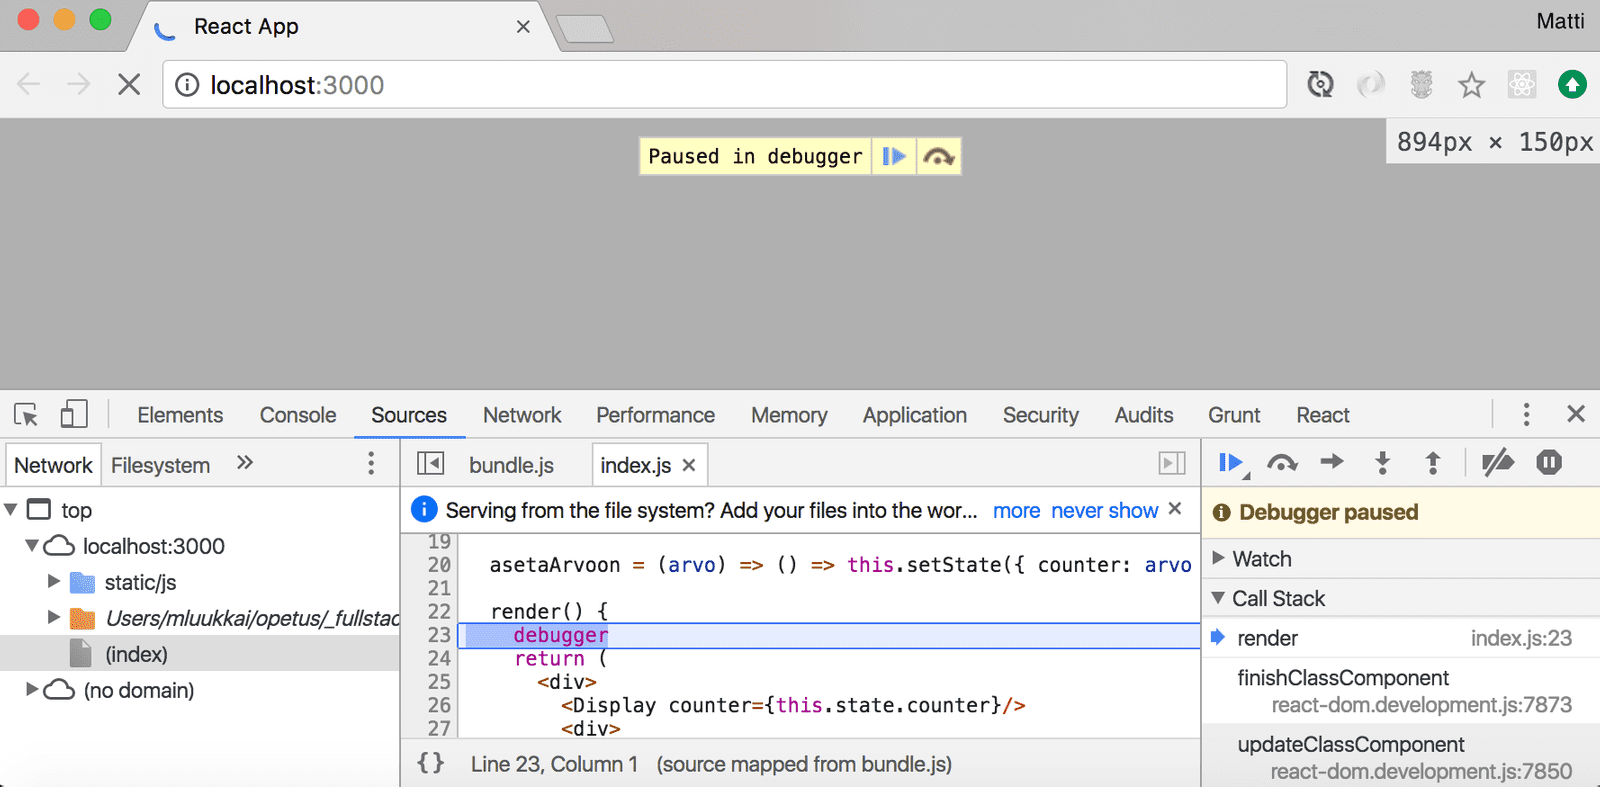 React App
Matti
localhost:3000
Paused in debugger
894px × 150px
Elements Console Sources Network Performance Memory Application Security Audits Grunt React
Network Filesystem »
top
localhost:3000
static/js
Users/mluukkai/opetus/_fullstac
(index)
(no domain)
bundle.js index.js
Serving from the file system? Add your files into the wor... more never show
19
20 asetaArvoon = (arvo) => () => this.setState({ counter: arvo
21
22 render() {
23 debugger
24 return (
25 <div>
26 <Display counter={this.state.counter}/>
27 <div>
{} Line 23, Column 1 (source mapped from bundle.js)
Debugger paused
Watch
Call Stack
render index.js:23
finishClassComponent
react-dom.development.js:7873
updateClassComponent
react-dom.development.js:7850